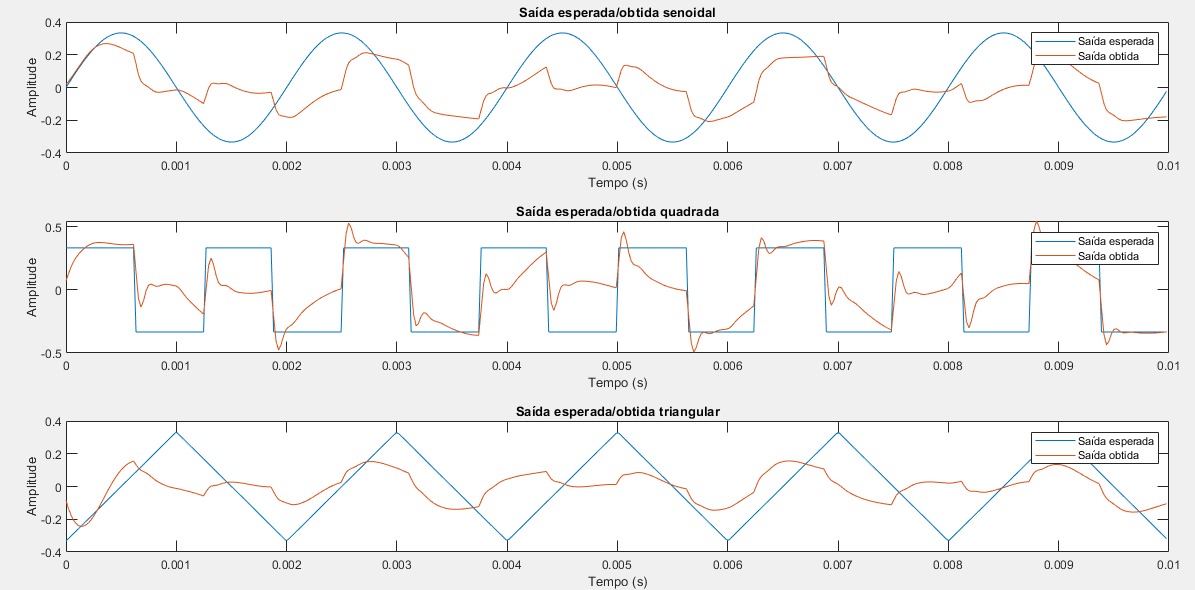 Saída esperada/obtida senoidal
0.4
0.2
0
-0.2
-0.4
Amplitude
Saída esperada
Saída obtida
0 0.001 0.002 0.003 0.004 0.005 0.006 0.007 0.008 0.009 0.01
Tempo (s)
Saída esperada/obtida quadrada
0.5
0
-0.5
Amplitude
Saída esperada
Saída obtida
0 0.001 0.002 0.003 0.004 0.005 0.006 0.007 0.008 0.009 0.01
Tempo (s)
Saída esperada/obtida triangular
0.4
0.2
0
-0.2
-0.4
Amplitude
Saída esperada
Saída obtida
0 0.001 0.002 0.003 0.004 0.005 0.006 0.007 0.008 0.009 0.01
Tempo (s)